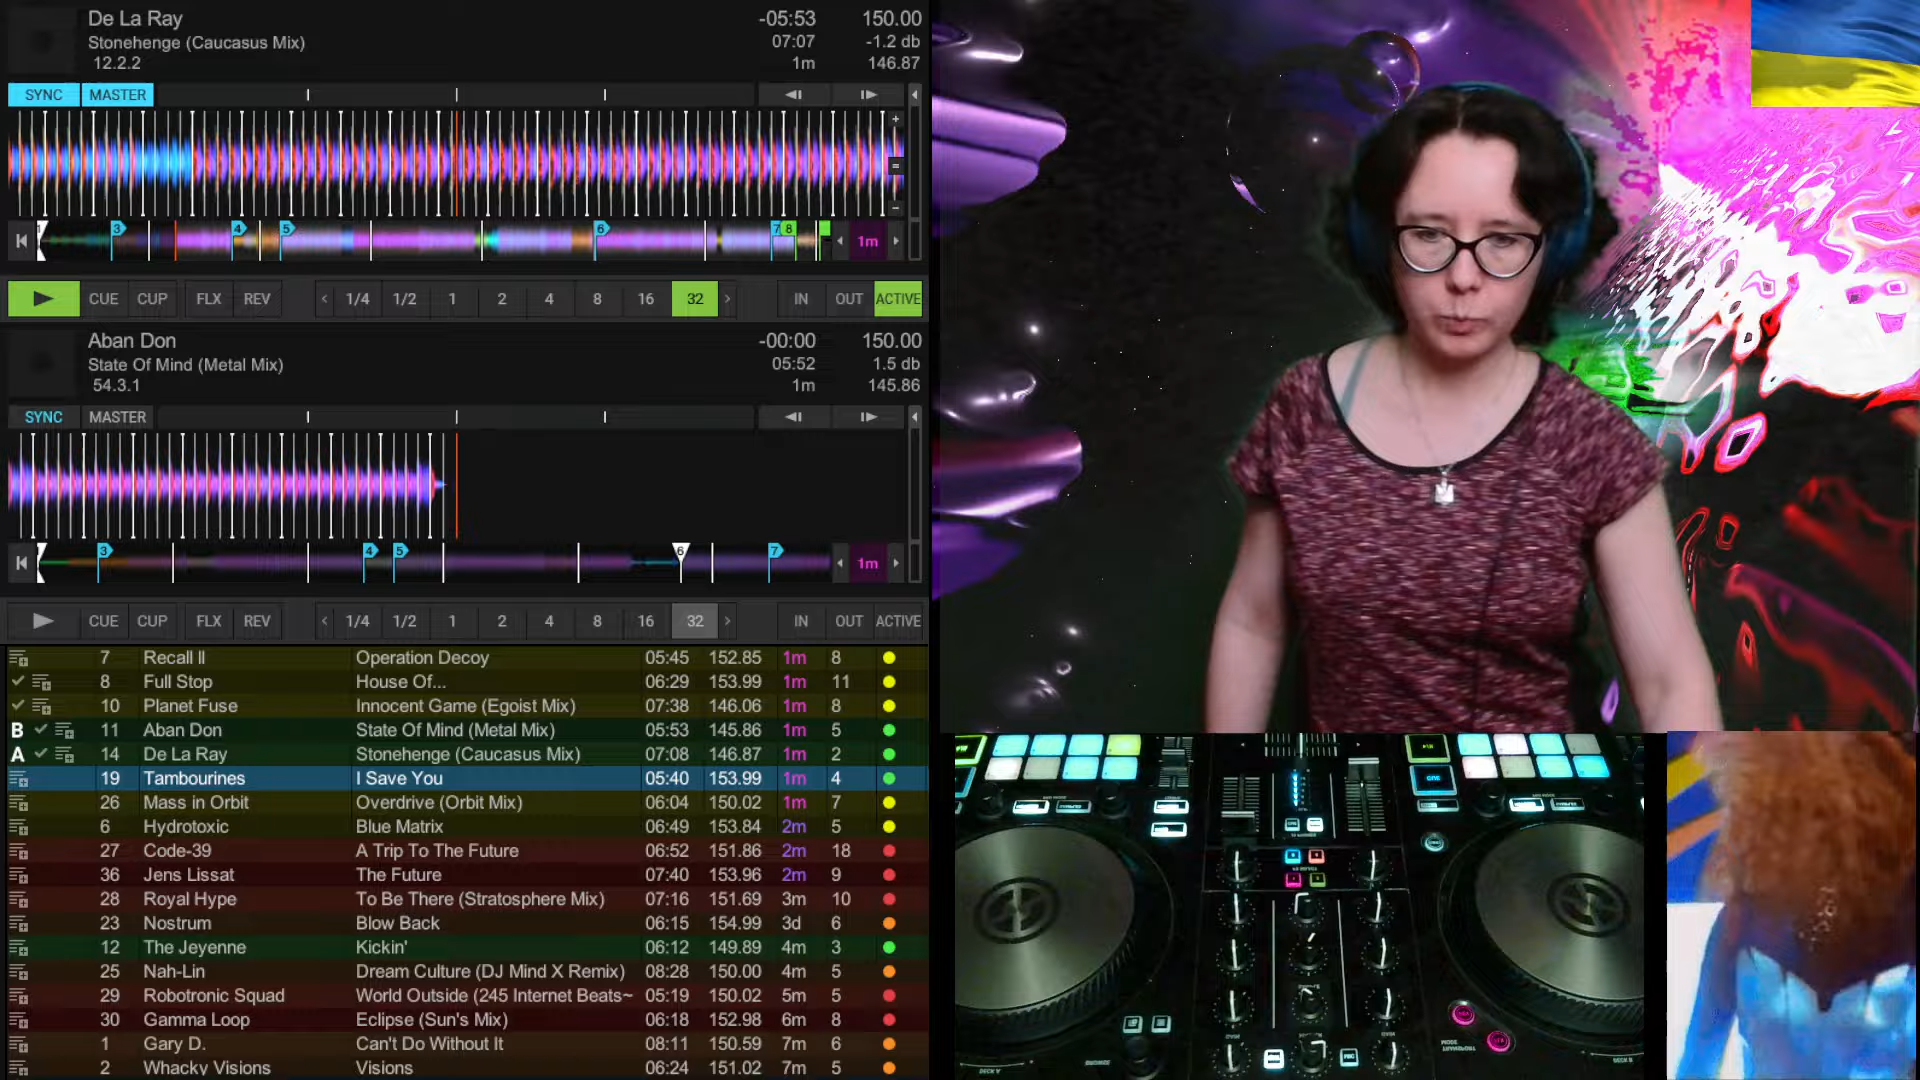 De La Ray -05:53 150.00
Stonehenge (Caucasus Mix) 07:07 -1.2 db
12.2.2 1m 146.87
SYNC MASTER
3 4 5 6 7 8 1m
CUE CUP FLX REV 1/4 1/2 1 2 4 8 16 32 IN OUT ACTIVE
Aban Don -00:00 150.00
State Of Mind (Metal Mix) 05:52 1.5 db
54.3.1 1m 145.86
SYNC MASTER
3 4 5 6 7 1m
CUE CUP FLX REV 1/4 1/2 1 2 4 8 16 32 IN OUT ACTIVE
7 Recall II Operation Decoy 05:45 152.85 1m 8
8 Full Stop House Of... 06:29 153.99 1m 11
10 Planet Fuse Innocent Game (Egoist Mix) 07:38 146.06 1m 8
B 11 Aban Don State Of Mind (Metal Mix) 05:53 145.86 1m 5
A 14 De La Ray Stonehenge (Caucasus Mix) 07:08 146.87 1m 2
19 Tambourines I Save You 05:40 153.99 1m 4
26 Mass in Orbit Overdrive (Orbit Mix) 06:04 150.02 1m 7
6 Hydrotoxic Blue Matrix 06:49 153.84 2m 5
27 Code-39 A Trip To The Future 06:52 151.86 2m 18
36 Jens Lissat The Future 07:40 153.96 2m 9
28 Royal Hype To Be There (Stratosphere Mix) 07:16 151.69 3m 10
23 Nostrum Blow Back 06:15 154.99 3d 6
12 The Jeyenne Kickin' 06:12 149.89 4m 3
25 Nah-Lin Dream Culture (DJ Mind X Remix) 08:28 150.00 4m 5
29 Robotronic Squad World Outside (245 Internet Beats~ 05:19 150.02 5m 5
30 Gamma Loop Eclipse (Sun's Mix) 06:18 152.98 6m 8
1 Gary D. Can't Do Without It 08:11 150.59 7m 6
2 Whacky Visions Visions 06:24 151.02 7m 5